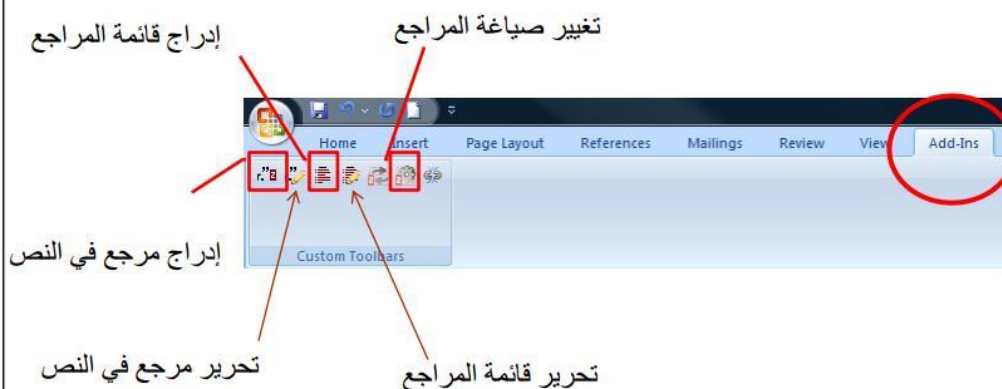 تغيير صياغة المراجع
إدراج قائمة المراجع
Home Insert Page Layout References Mailings Review View Add-Ins
Custom Toolbars
إدراج مرجع في النص
تحرير مرجع في النص
تحرير قائمة المراجع